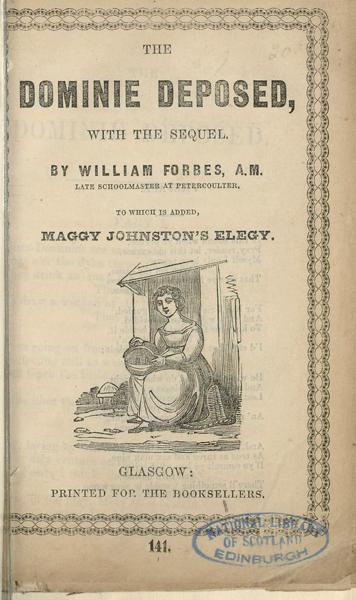 THE
DOMINIE DEPOSED,
WITH THE SEQUEL.
BY WILLIAM FORBES, A.M.
LATE SCHOOLMASTER AT PETERCOULTER.
TO WHICH IS ADDED,
MAGGY JOHNSTON'S ELEGY.
GLASGOW:
PRINTED FOR THE BOOKSELLERS.
141.
NATIONAL LIBRARY
OF SCOTLAND
EDINBURGH